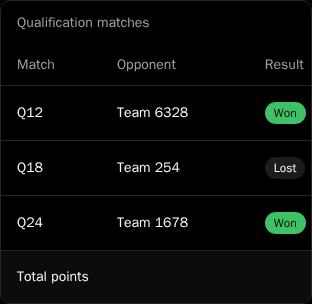 Qualification matches
Match Opponent Result
Q12 Team 6328 Won
Q18 Team 254 Lost
Q24 Team 1678 Won
Total points